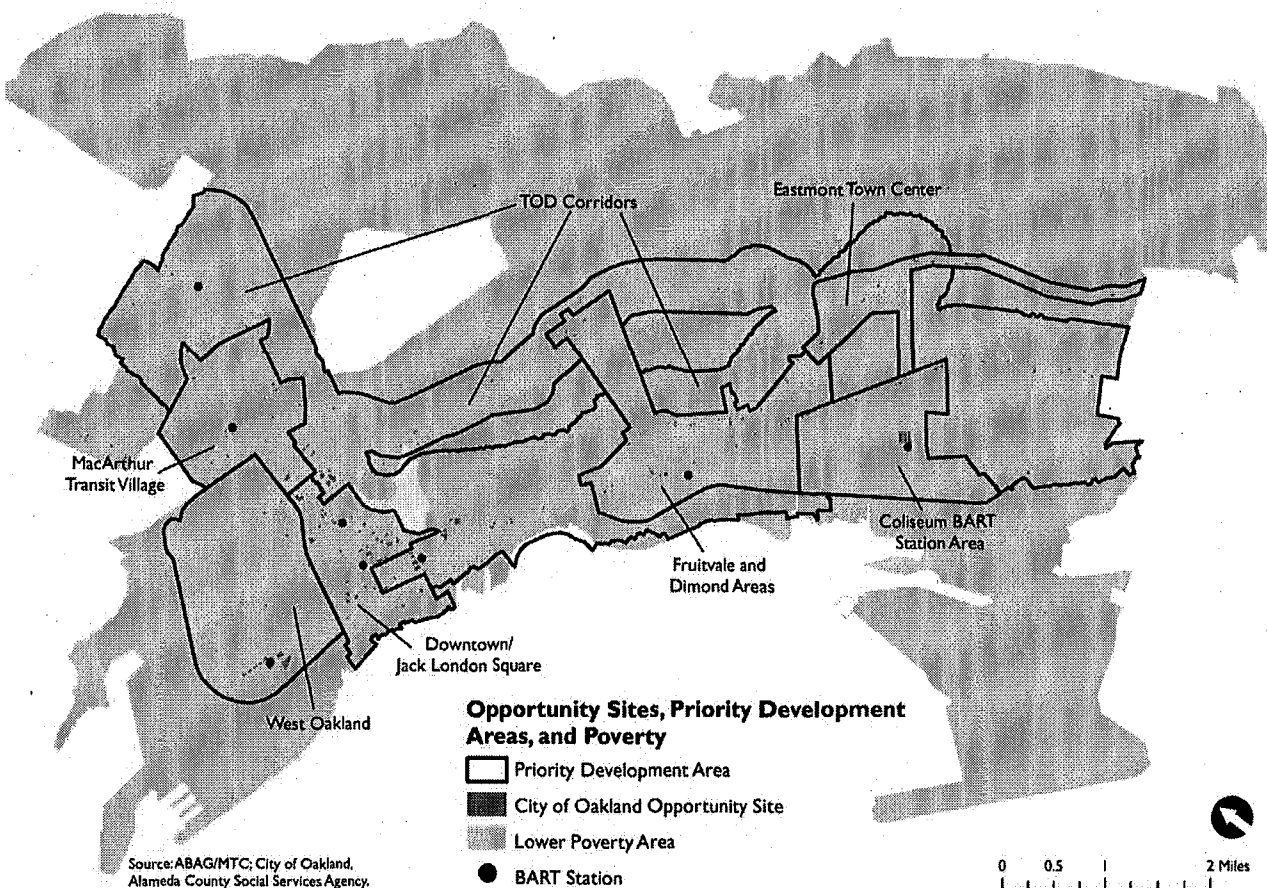 TOD Corridors
Eastmont Town Center
MacArthur
Transit Village
Coliseum BART
Station Area
Fruitvale and
Dimond Areas
Downtown/
Jack London Square
West Oakland
Opportunity Sites, Priority Development
Areas, and Poverty
Priority Development Area
City of Oakland Opportunity Site
Lower Poverty Area
BART Station
Source: ABAG/MTC; City of Oakland,
Alameda County Social Services Agency,
0 0.5 1 2 Miles